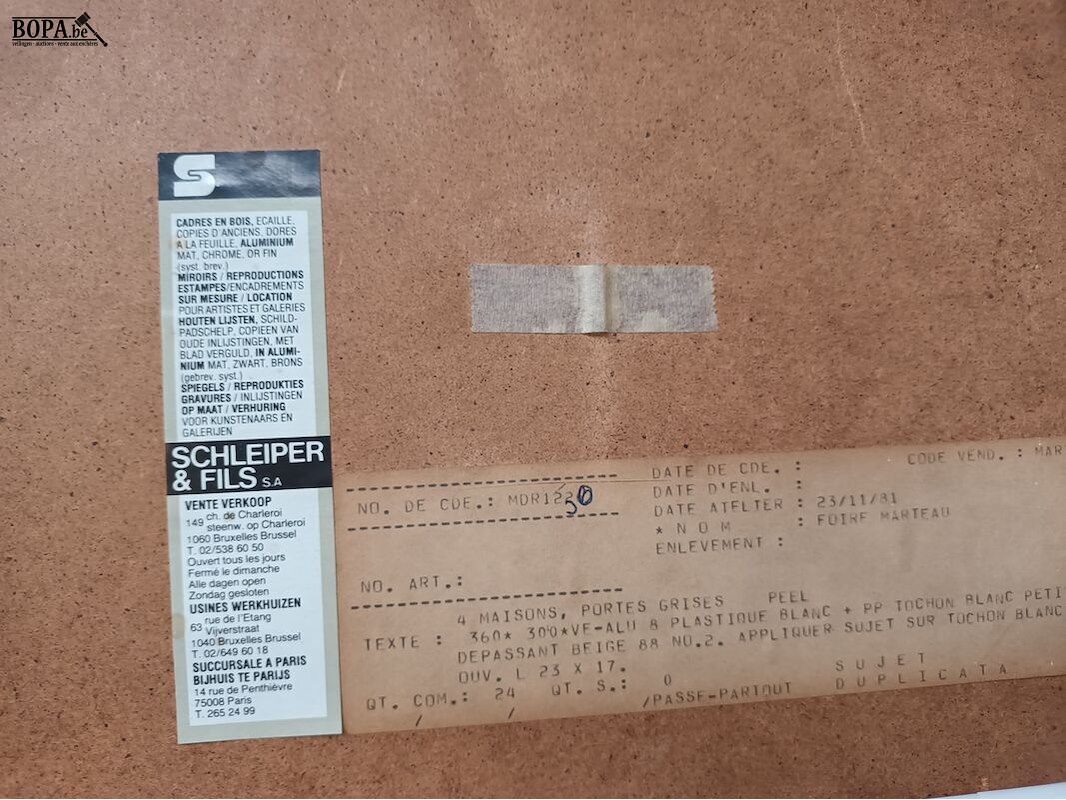 BOPA.be
veilingen - auctions - vente aux enchères
S
CADRES EN BOIS, ECAILLE,
COPIES D'ANCIENS, DORES
A LA FEUILLE, ALUMINIUM
MAT, CHROME, OR FIN
(syst. brev.)
MIROIRS / REPRODUCTIONS
ESTAMPES/ENCADREMENTS
SUR MESURE / LOCATION
POUR ARTISTES ET GALERIES
HOUTEN LIJSTEN, SCHILD-
PADSCHELP, COPIEEN VAN
OUDE INLIJSTINGEN, MET
BLAD VERGULD, IN ALUMI-
NIUM MAT, ZWART, BRONS
(gebrev. syst.)
SPIEGELS / REPRODUKTIES
GRAVURES / INLIJSTINGEN
OP MAAT / VERHURING
VOOR KUNSTENAARS EN
GALERIJEN
SCHLEIPER
& FILS S.A
VENTE VERKOOP
149 ch. de Charleroi
steenw. op Charleroi
1060 Bruxelles Brussel
T. 02/538 60 50
Ouvert tous les jours
Fermé le dimanche
Alle dagen open
Zondag gesloten
USINES WERKHUIZEN
63 rue de l'Etang
Vijverstraat
1040 Bruxelles Brussel
T. 02/649 60 18
SUCCURSALE A PARIS
BIJHUIS TE PARIJS
14 rue de Penthièvre
75008 Paris
T. 265 24 99
DATE DE CDE. : CODE VEND. : MAR
NO. DE CDE.: DATE D'ENL. :
DATE ATELIER : 23/11/81
* N O M : FOIRE MARTEAU
ENLEVEMENT :
NO. ART.:
4 MAISONS, PORTES GRISES PEEL
TEXTE : 360* 300*VE-ALU 8 PLASTIQUE BLANC + PP TOCHON BLANC PETI
DEPASSANT BEIGE 88 NO.2. APPLIQUER SUJET SUR TOCHON BLANC
OUV. L 23 X 17.
QT. COM.: 24 QT. S.: 0 S U J E T
/ / /PASSE-PARTOUT D U P L I C A T A